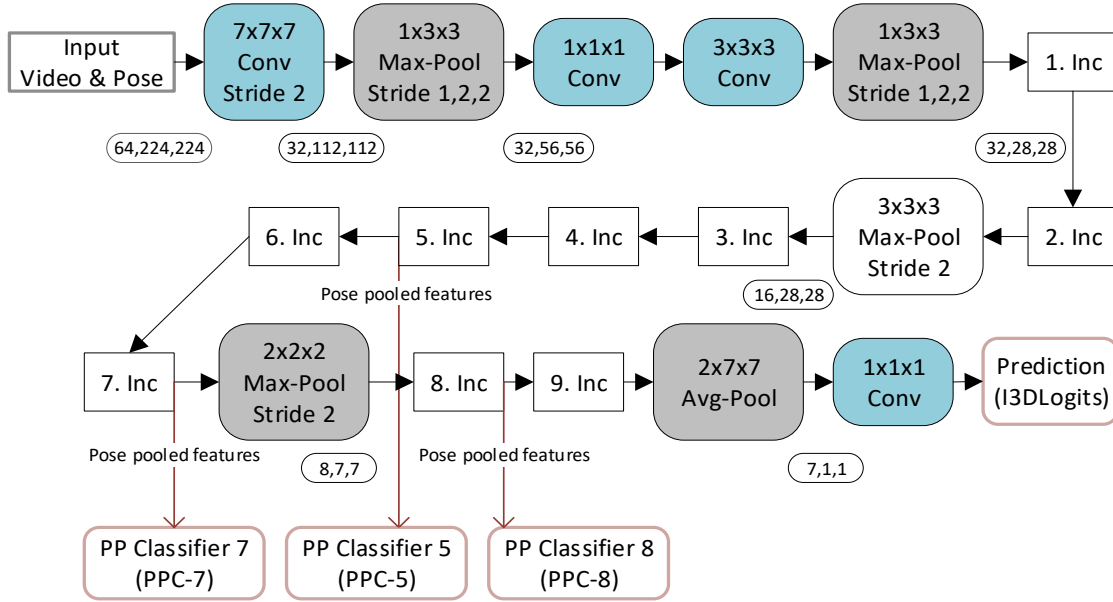 Input
Video & Pose
7x7x7
Conv
Stride 2
1x3x3
Max-Pool
Stride 1,2,2
1x1x1
Conv
3x3x3
Conv
1x3x3
Max-Pool
Stride 1,2,2
1. Inc
64,224,224
32,112,112
32,56,56
32,28,28
6. Inc
5. Inc
4. Inc
3. Inc
3x3x3
Max-Pool
Stride 2
2. Inc
Pose pooled features
16,28,28
7. Inc
2x2x2
Max-Pool
Stride 2
8. Inc
9. Inc
2x7x7
Avg-Pool
1x1x1
Conv
Prediction
(I3DLogits)
Pose pooled features
8,7,7
Pose pooled features
7,1,1
PP Classifier 7
(PPC-7)
PP Classifier 5
(PPC-5)
PP Classifier 8
(PPC-8)